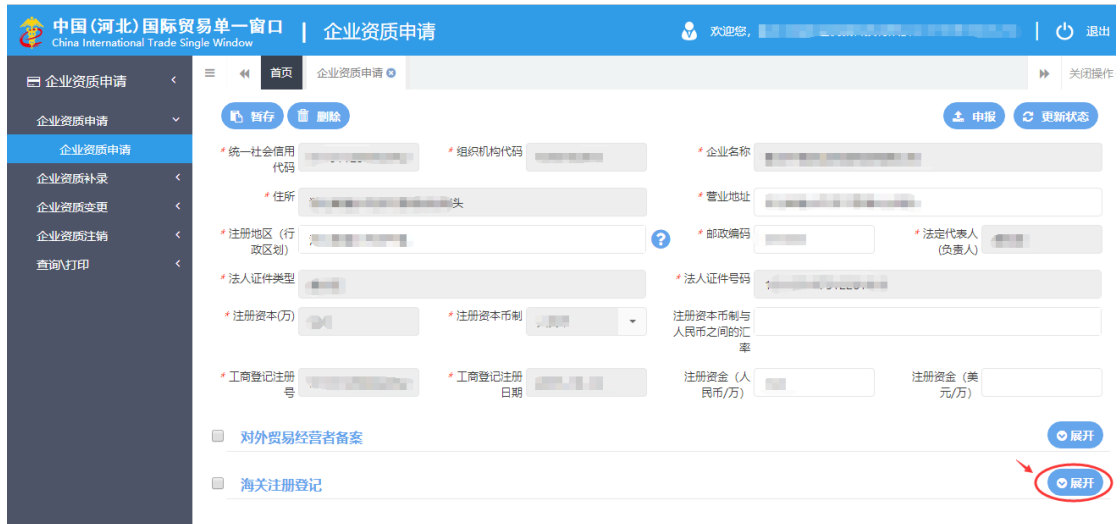 中国(河北)国际贸易单一窗口 | 企业资质申请
China International Trade Single Window
欢迎您,
退出
企业资质申请
首页
企业资质申请
关闭操作
企业资质申请
企业资质申请
企业资质补录
企业资质变更
企业资质注销
查询\打印
暂存
删除
申报
更新状态
* 统一社会信用
代码
* 组织机构代码
* 企业名称
* 住所
头
* 营业地址
* 注册地区(行
政区划)
* 邮政编码
* 法定代表人
(负责人)
* 法人证件类型
* 法人证件号码
* 注册资本(万)
* 注册资本币制
注册资本币制与
人民币之间的汇
率
* 工商登记注册
号
* 工商登记注册
日期
注册资金(人
民币/万)
注册资金(美
元/万)
对外贸易经营者备案
展开
海关注册登记
展开